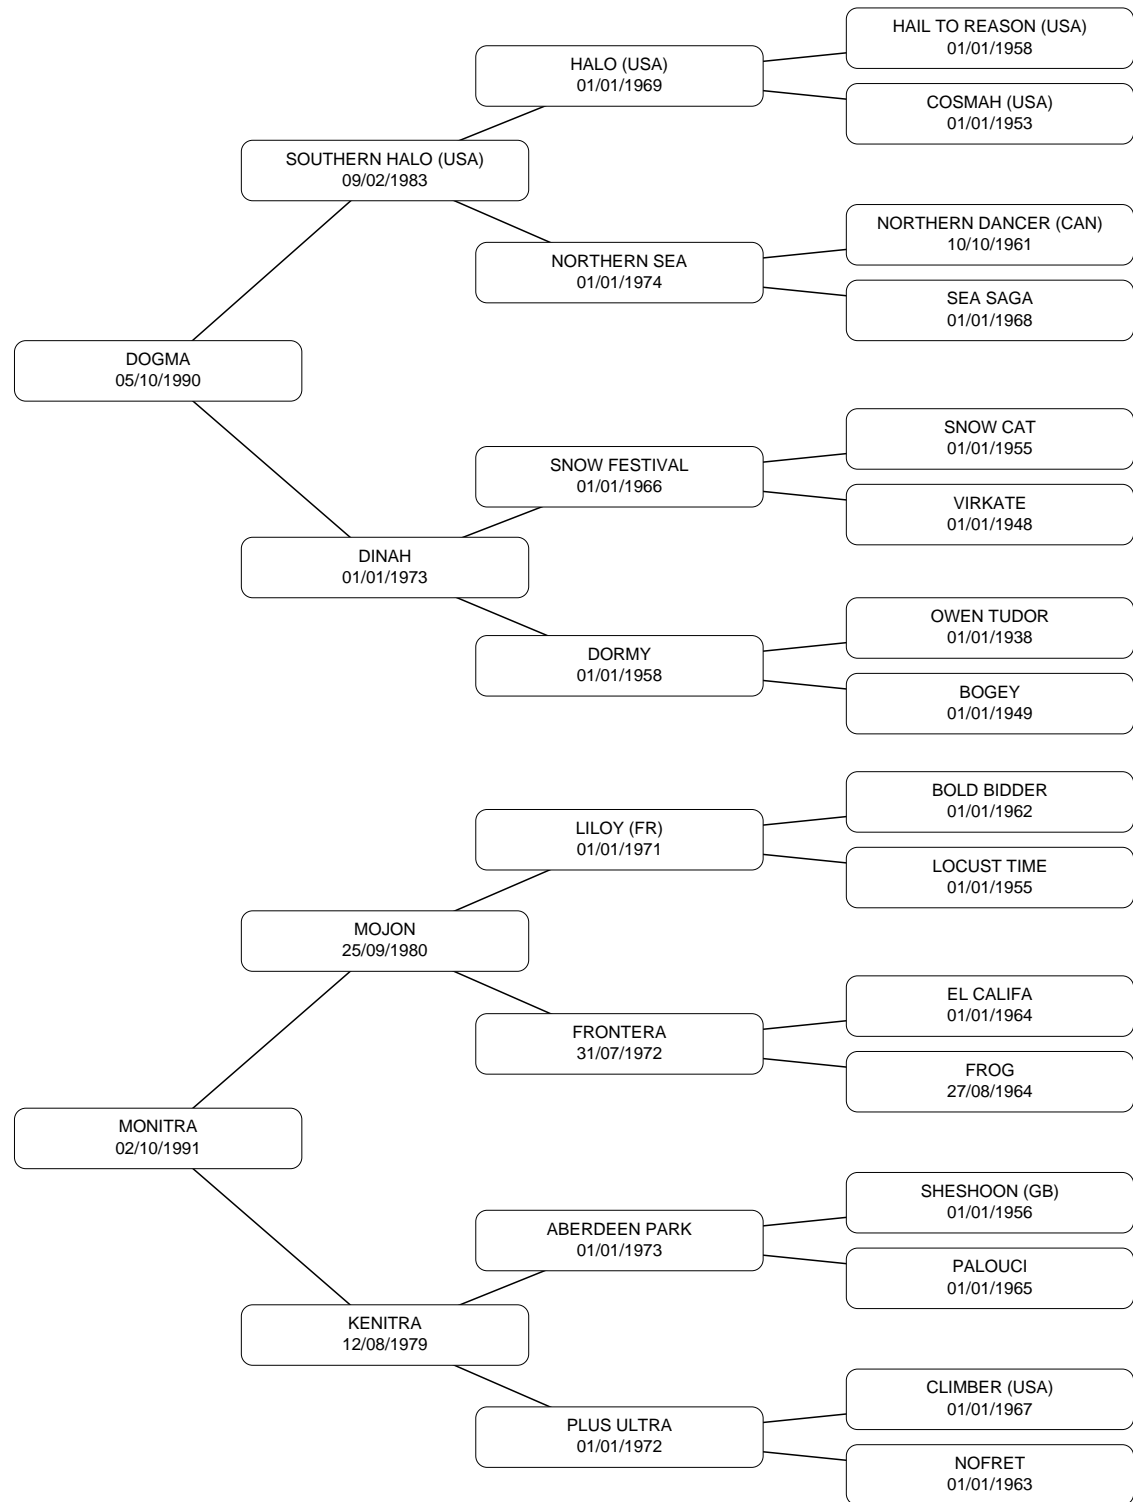 HAIL TO REASON (USA)
01/01/1958
HALO (USA)
01/01/1969
COSMAH (USA)
01/01/1953
SOUTHERN HALO (USA)
09/02/1983
NORTHERN DANCER (CAN)
10/10/1961
NORTHERN SEA
01/01/1974
SEA SAGA
01/01/1968
DOGMA
05/10/1990
SNOW CAT
01/01/1955
SNOW FESTIVAL
01/01/1966
VIRKATE
01/01/1948
DINAH
01/01/1973
OWEN TUDOR
01/01/1938
DORMY
01/01/1958
BOGEY
01/01/1949
BOLD BIDDER
01/01/1962
LILOY (FR)
01/01/1971
LOCUST TIME
01/01/1955
MOJON
25/09/1980
EL CALIFA
01/01/1964
FRONTERA
31/07/1972
FROG
27/08/1964
MONITRA
02/10/1991
SHESHOON (GB)
01/01/1956
ABERDEEN PARK
01/01/1973
PALOUCI
01/01/1965
KENITRA
12/08/1979
CLIMBER (USA)
01/01/1967
PLUS ULTRA
01/01/1972
NOFRET
01/01/1963